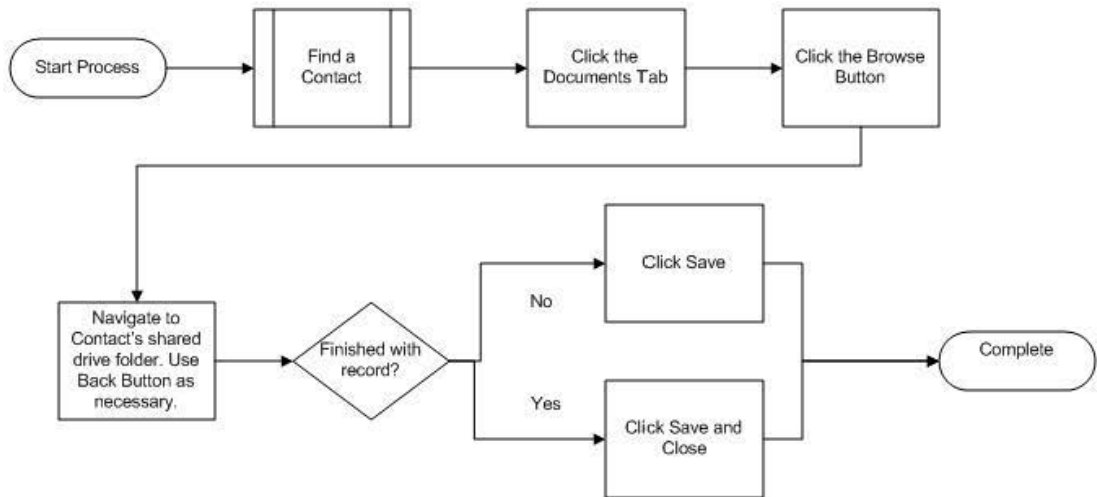 Start Process
Find a
Contact
Click the
Documents Tab
Click the Browse
Button
Navigate to
Contact's shared
drive folder. Use
Back Button as
necessary.
Finished with
record?
No
Click Save
Yes
Click Save and
Close
Complete